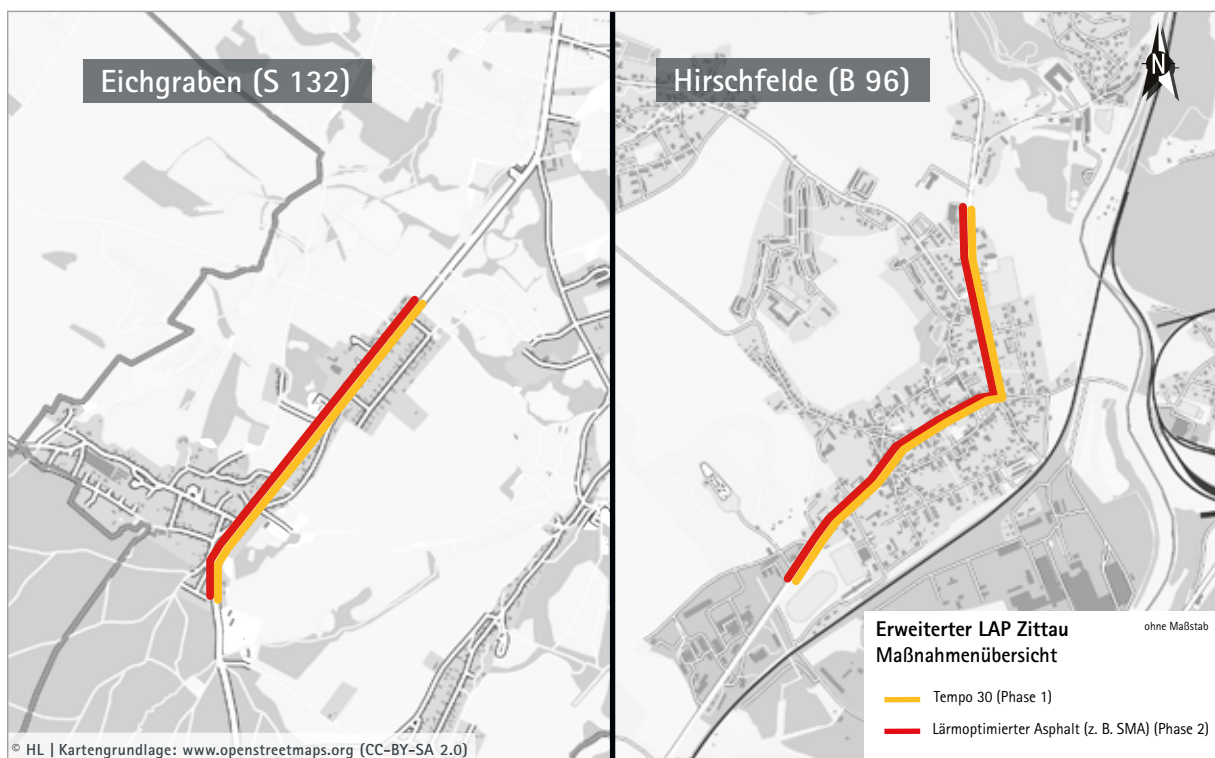 Eichgraben (S 132)
Hirschfelde (B 96)
N
Erweiterter LAP Zittau
ohne Maßstab
Maßnahmenübersicht
Tempo 30 (Phase 1)
Lärmoptimierter Asphalt (z. B. SMA) (Phase 2)
© HL | Kartengrundlage: www.openstreetmaps.org (CC-BY-SA 2.0)